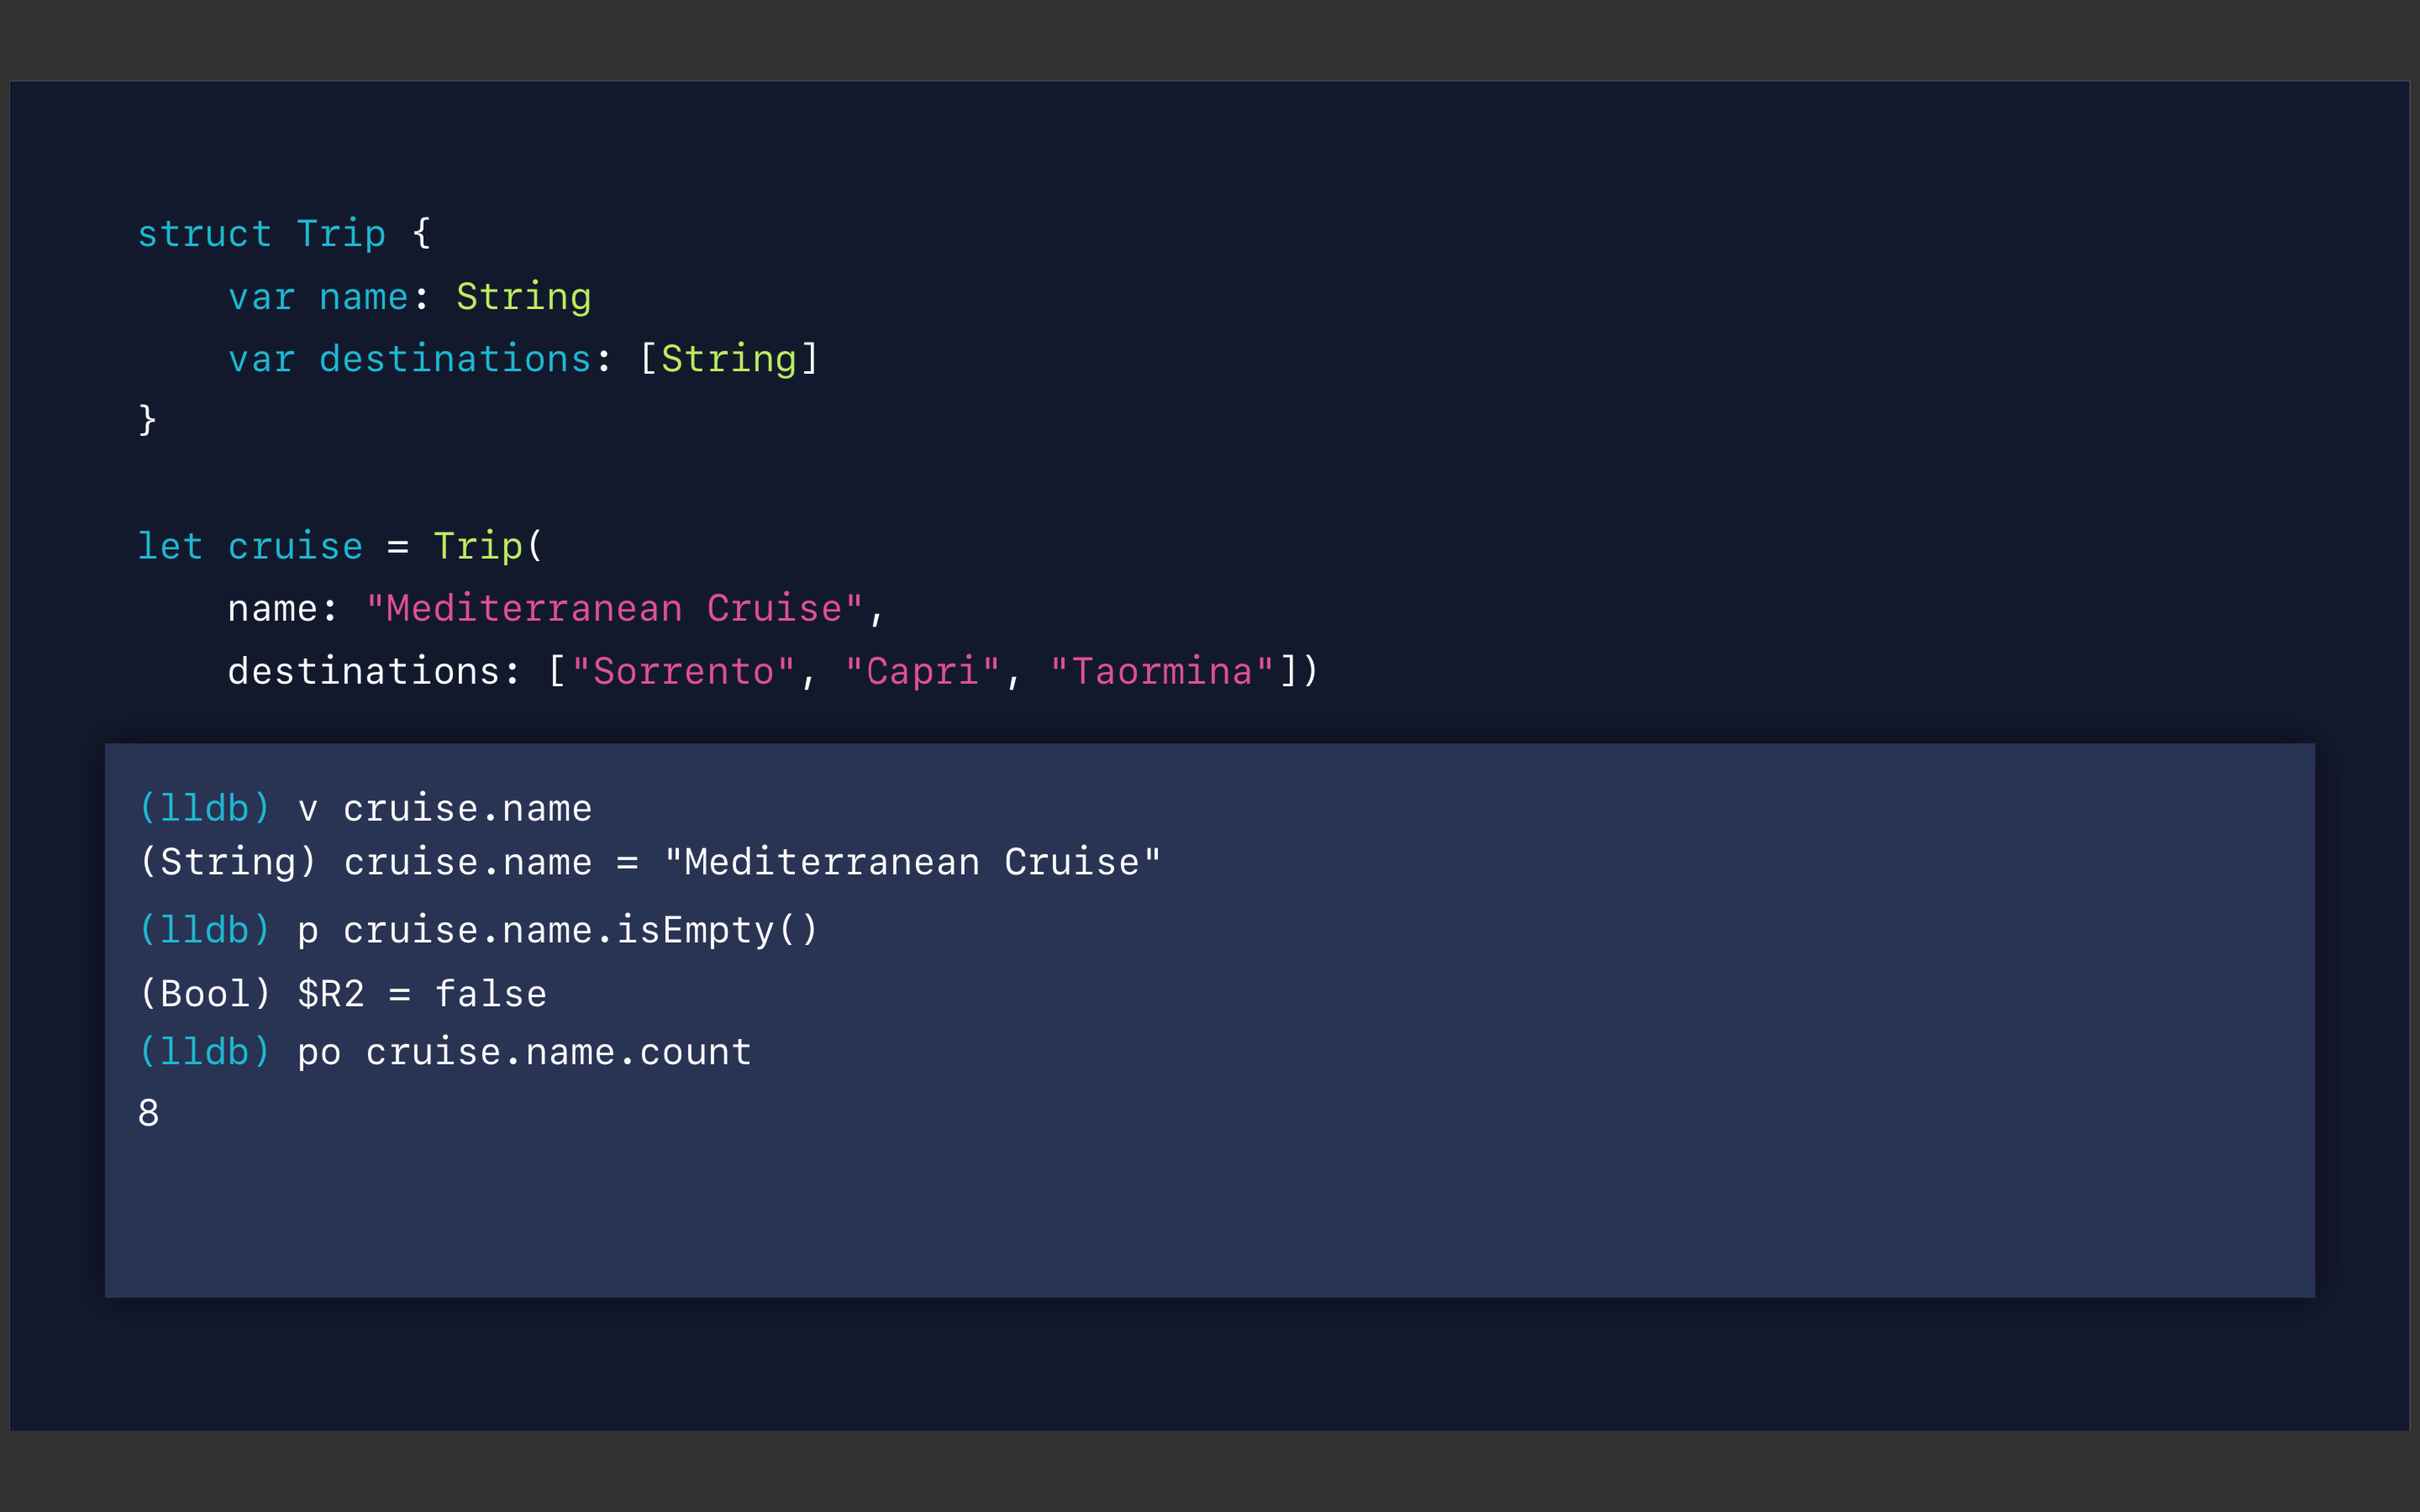 struct Trip {
    var name: String
    var destinations: [String]
}
let cruise = Trip(
    name: "Mediterranean Cruise",
    destinations: ["Sorrento", "Capri", "Taormina"])
(lldb) v cruise.name
(String) cruise.name = "Mediterranean Cruise"
(lldb) p cruise.name.isEmpty()
(Bool) $R2 = false
(lldb) po cruise.name.count
8